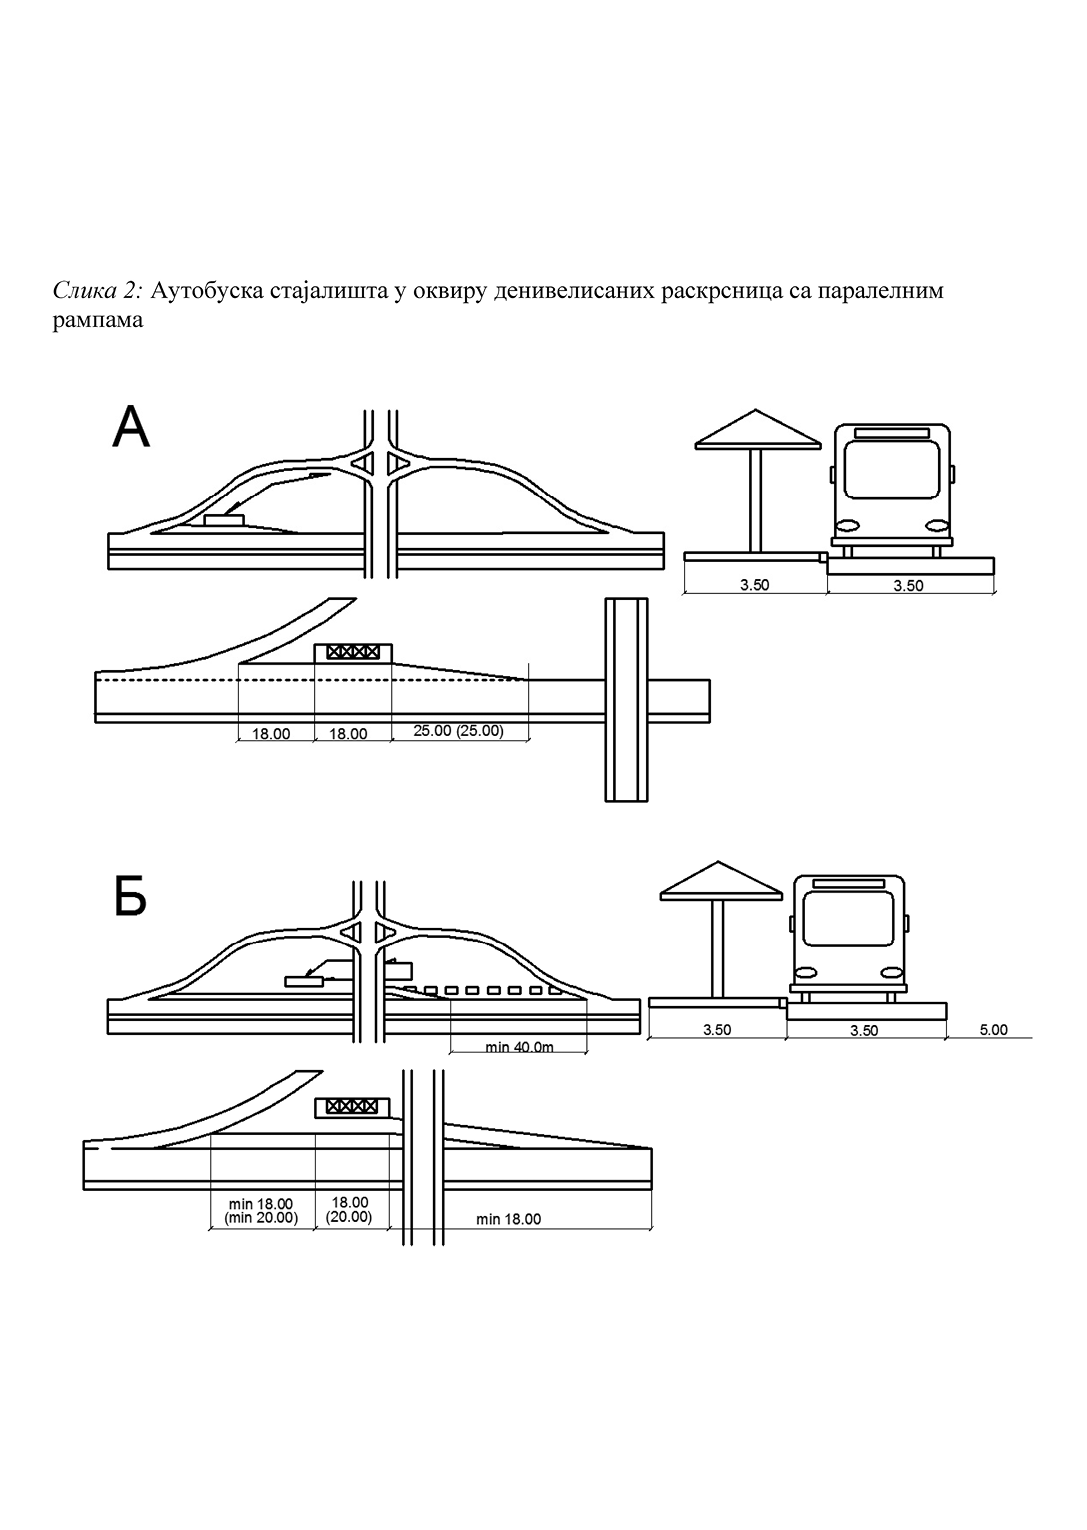 Слика 2: Аутобуска стајалишта у оквиру денивелисаних раскрсница са паралелним
рампама
А
3.50
3.50
18.00
18.00
25.00 (25.00)
Б
3.50
3.50
5.00
min 40.0m
min 18.00
(min 20.00)
18.00
(20.00)
min 18.00